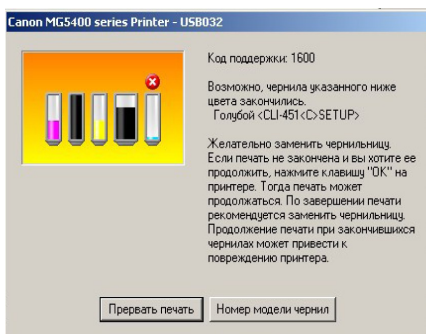 Canon MG5400 series Printer - USB032
Код поддержки: 1600
Возможно, чернила указанного ниже
цвета закончились.
Голубой <CLI-451<C>SETUP>
Желательно заменить чернильницу.
Если печать не закончена и вы хотите ее
продолжить, нажмите клавишу "ОК" на
принтере. Тогда печать может
продолжаться. По завершении печати
рекомендуется заменить чернильницу.
Продолжение печати при закончившихся
чернилах может привести к
повреждению принтера.
Прервать печать
Номер модели чернил